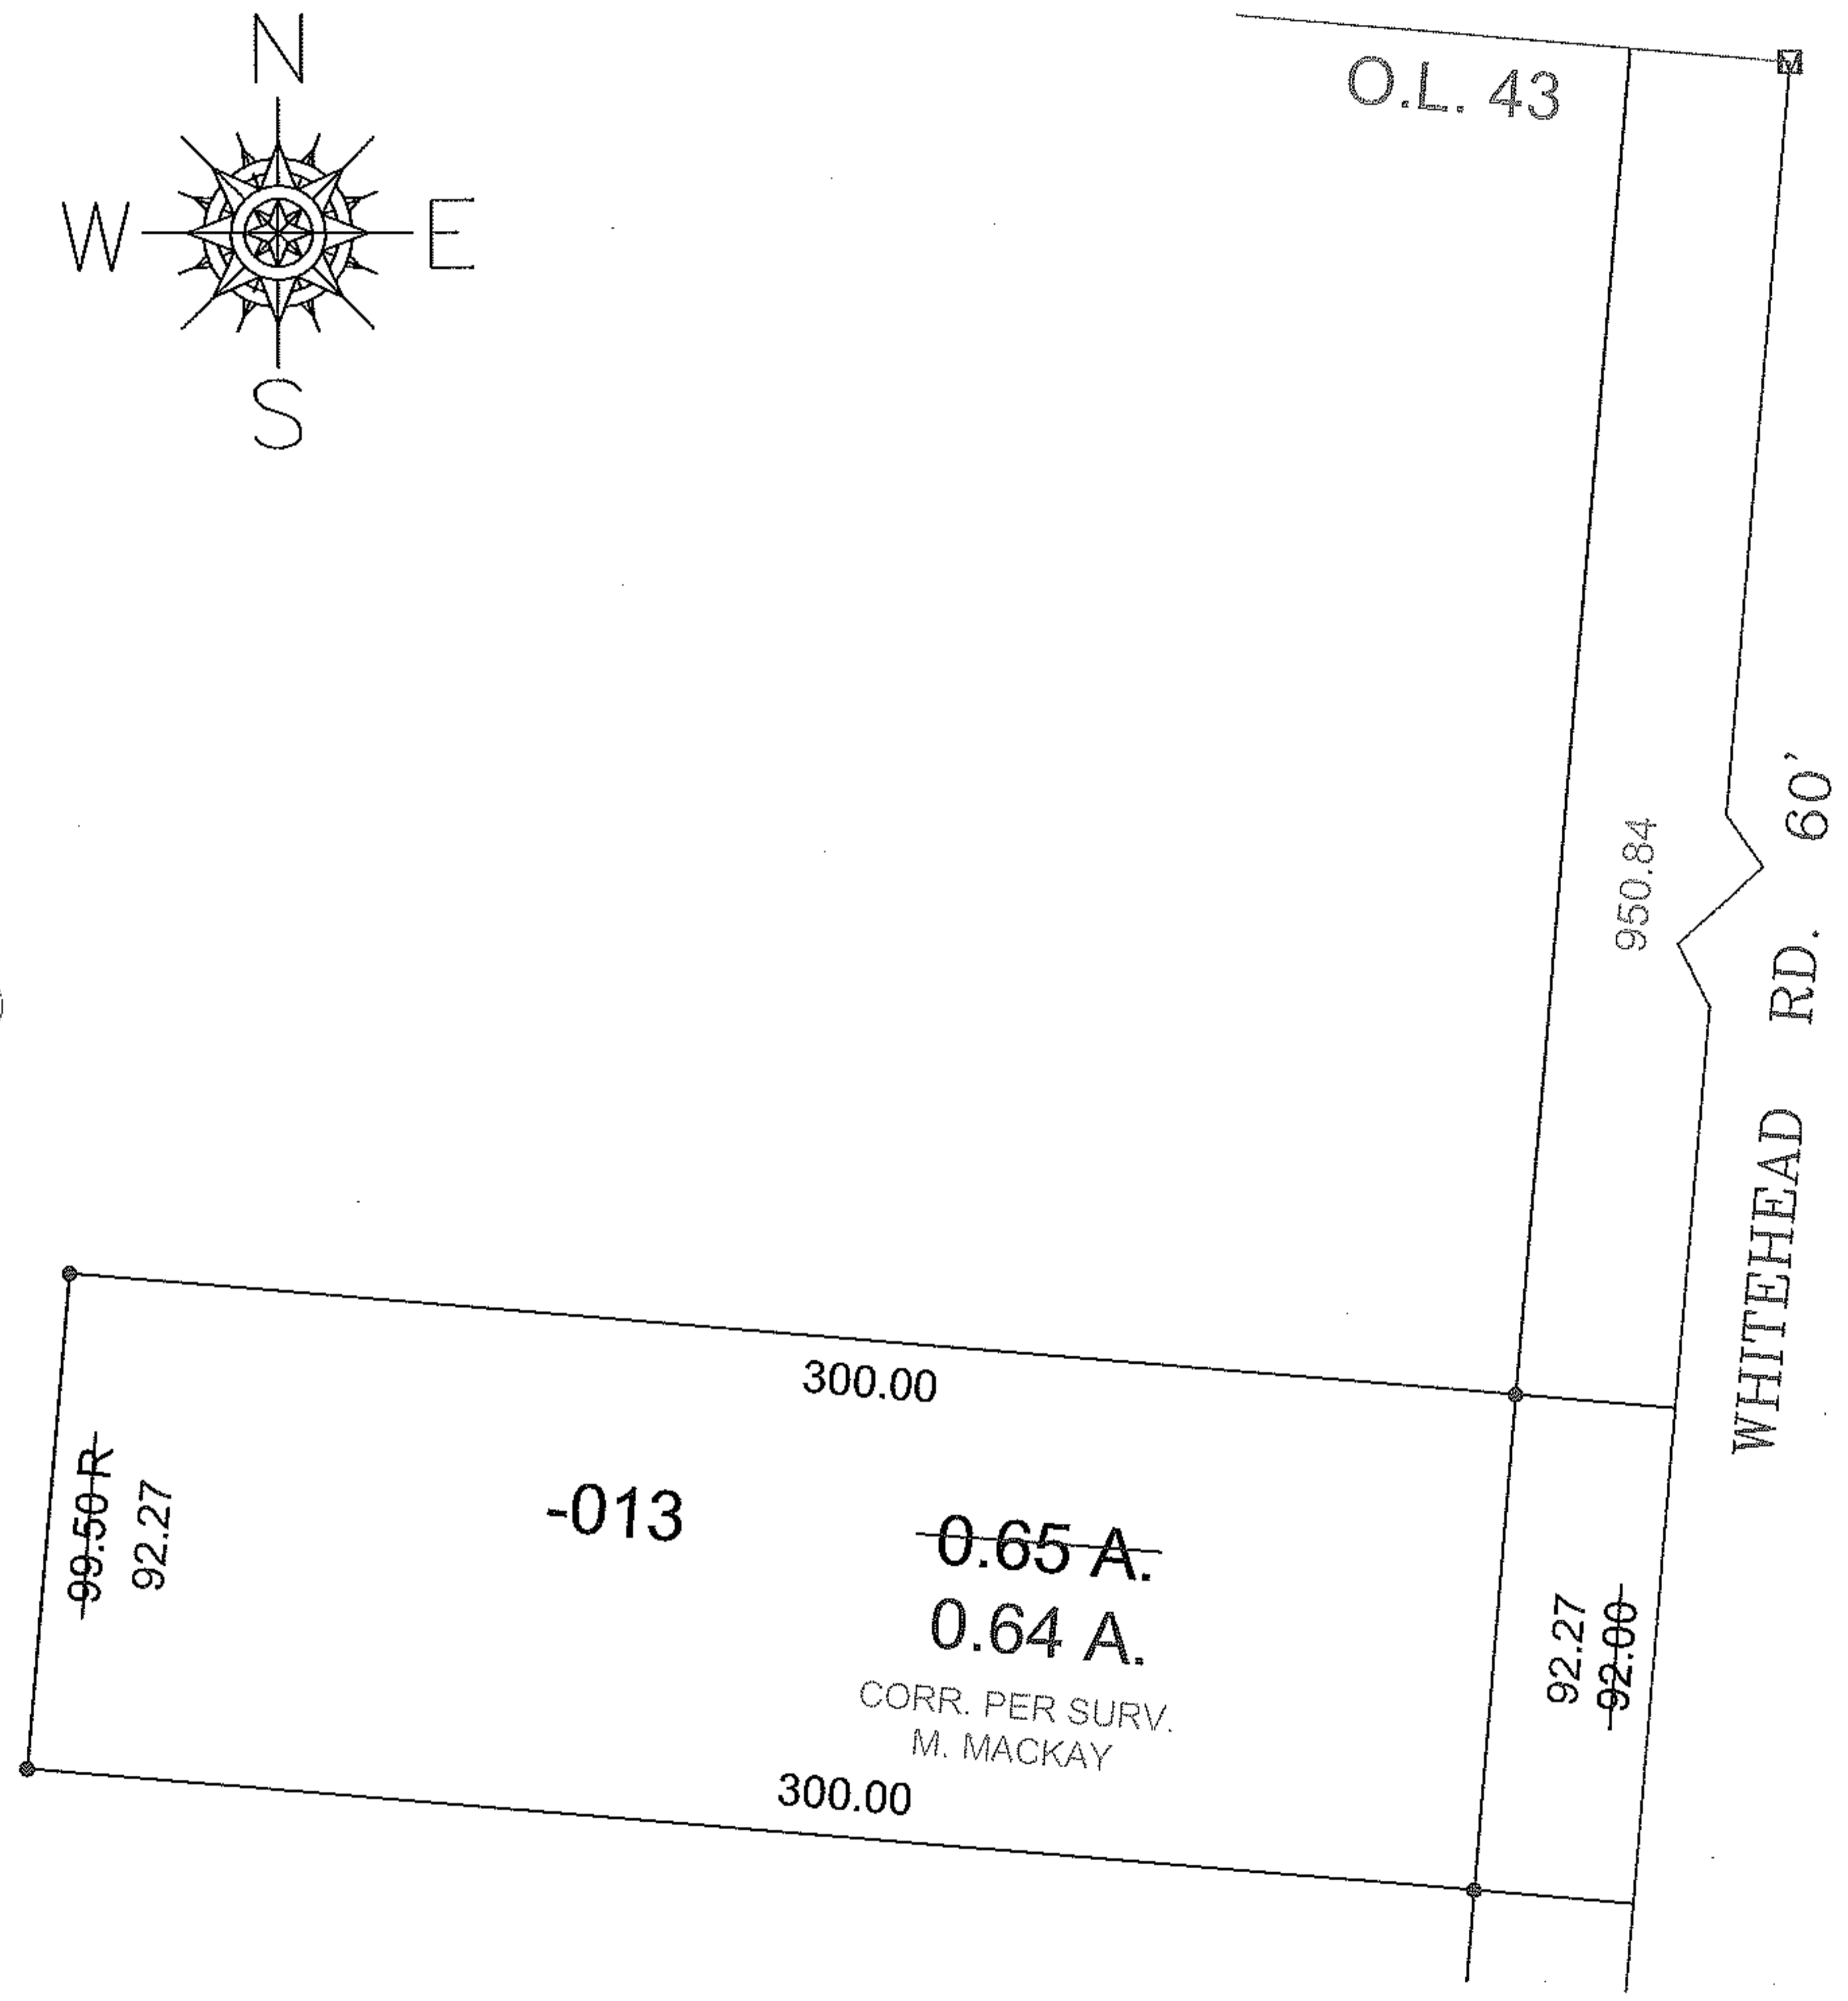 N
W E
S
O.L. 43
M
950.84
WHITEHEAD RD. 60'
300.00
99.50 R
92.27
-013
0.65 A.
0.64 A.
CORR. PER SURV.
M. MACKAY
92.27
92.00
300.00